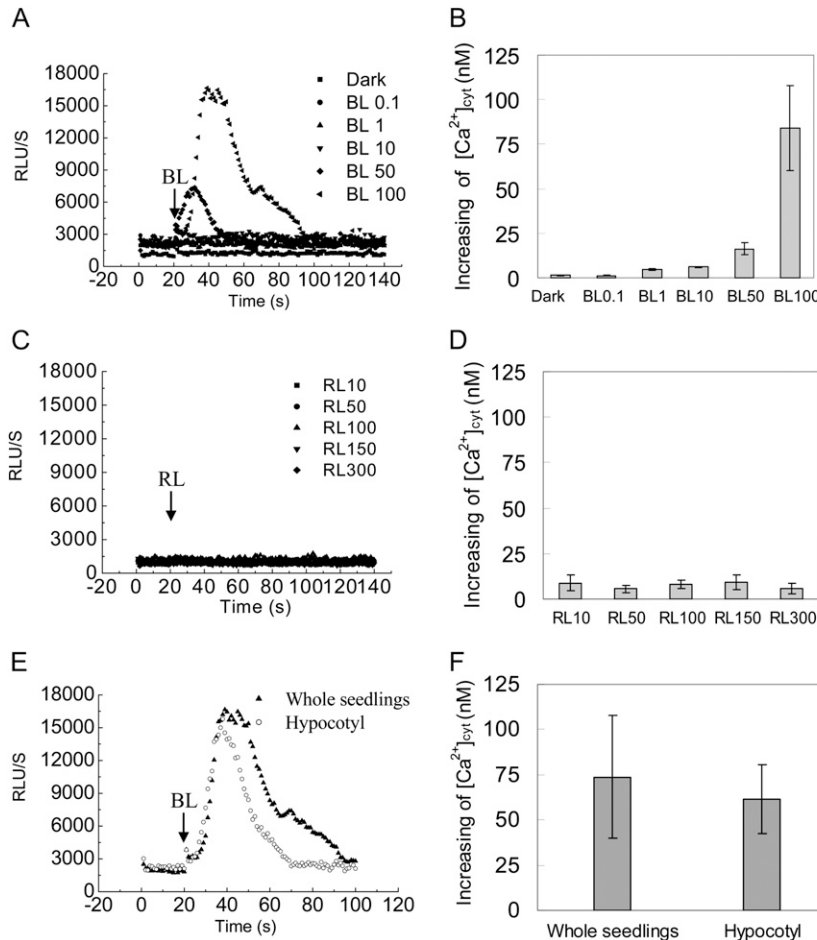 A
RLU/S
18000
15000
12000
9000
6000
3000
0
-20 0 20 40 60 80 100 120 140
Time (s)
BL
Dark
BL 0.1
BL 1
BL 10
BL 50
BL 100
B
Increasing of [Ca2+]cyt (nM)
125
100
75
50
25
0
Dark BL0.1 BL1 BL10 BL50 BL100
C
RLU/S
18000
15000
12000
9000
6000
3000
0
-20 0 20 40 60 80 100 120 140
Time (s)
RL
RL10
RL50
RL100
RL150
RL300
D
Increasing of [Ca2+]cyt (nM)
125
100
75
50
25
0
RL10 RL50 RL100 RL150 RL300
E
RLU/S
18000
15000
12000
9000
6000
3000
0
-20 0 20 40 60 80 100 120
Time (s)
BL
Whole seedlings
Hypocotyl
F
Increasing of [Ca2+]cyt (nM)
125
100
75
50
25
0
Whole seedlings Hypocotyl